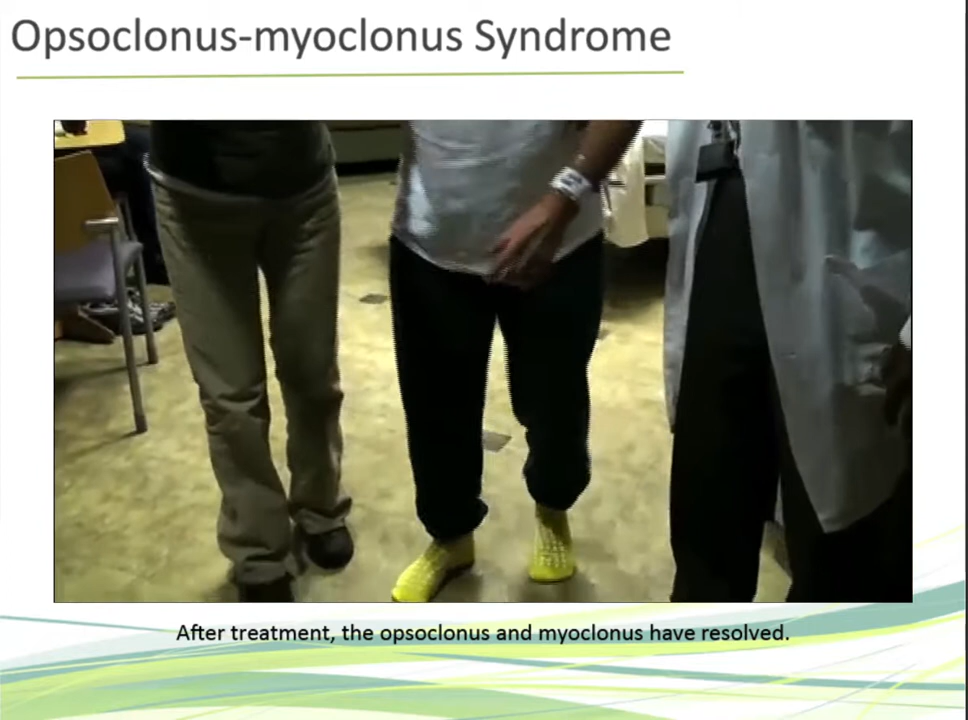 Opsoclonus-myoclonus Syndrome
After treatment, the opsoclonus and myoclonus have resolved.